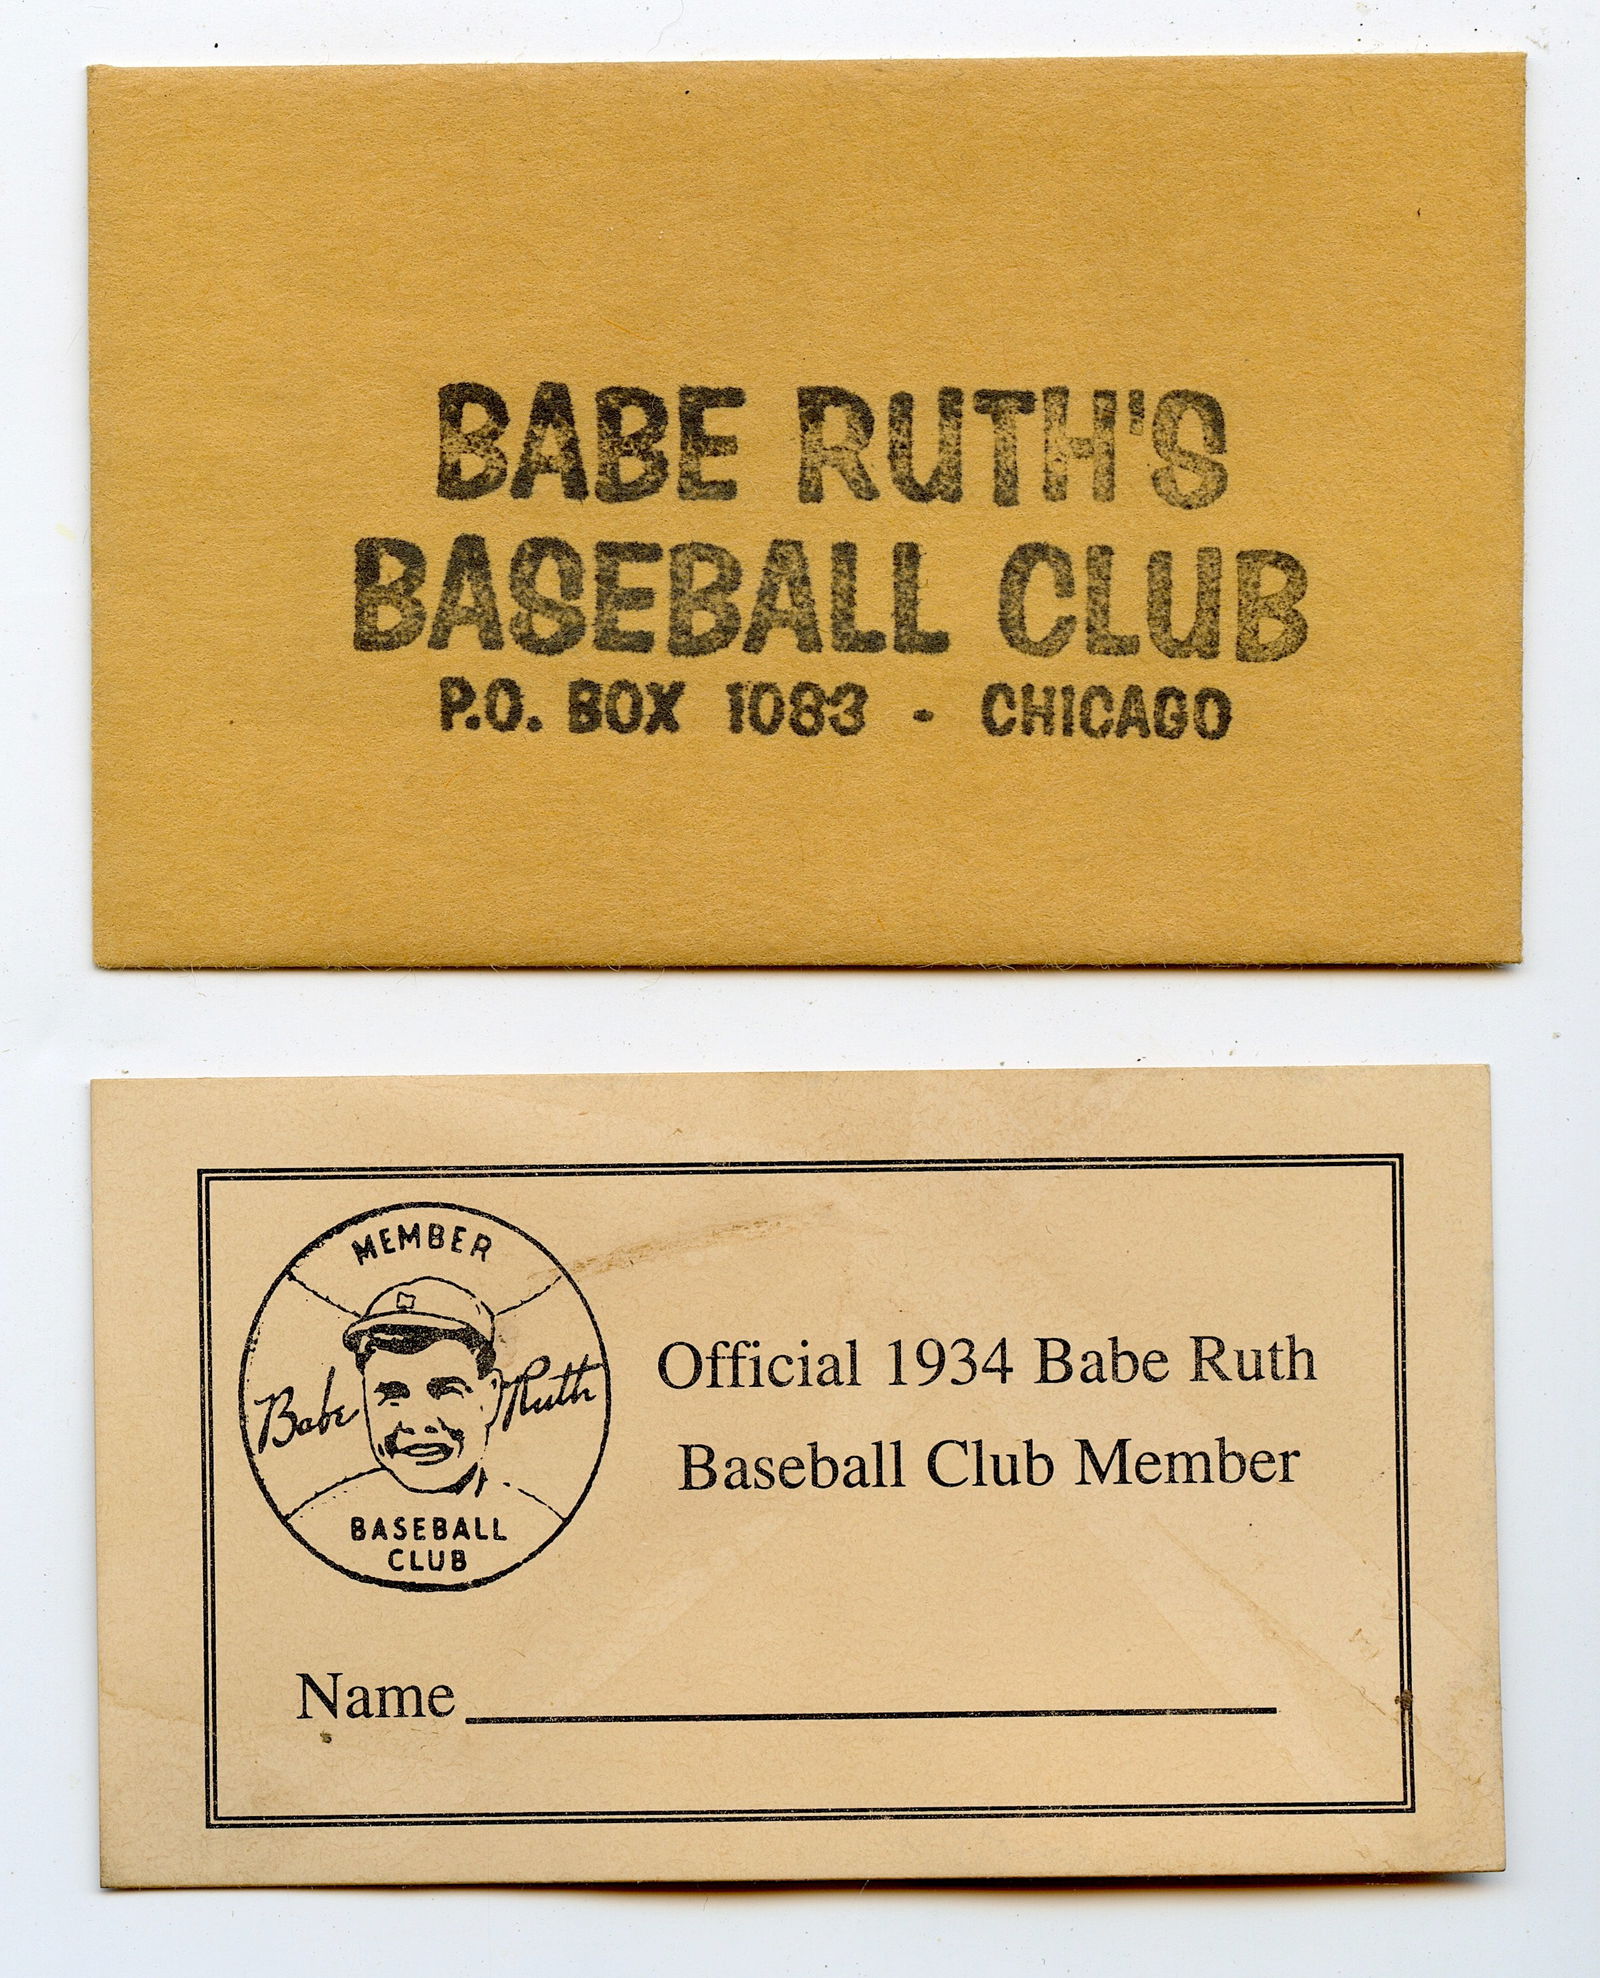 BABE RUTH'S
BASEBALL CLUB
P.O. BOX 1083 - CHICAGO
MEMBER
Babe Ruth
BASEBALL
CLUB
Official 1934 Babe Ruth
Baseball Club Member
Name